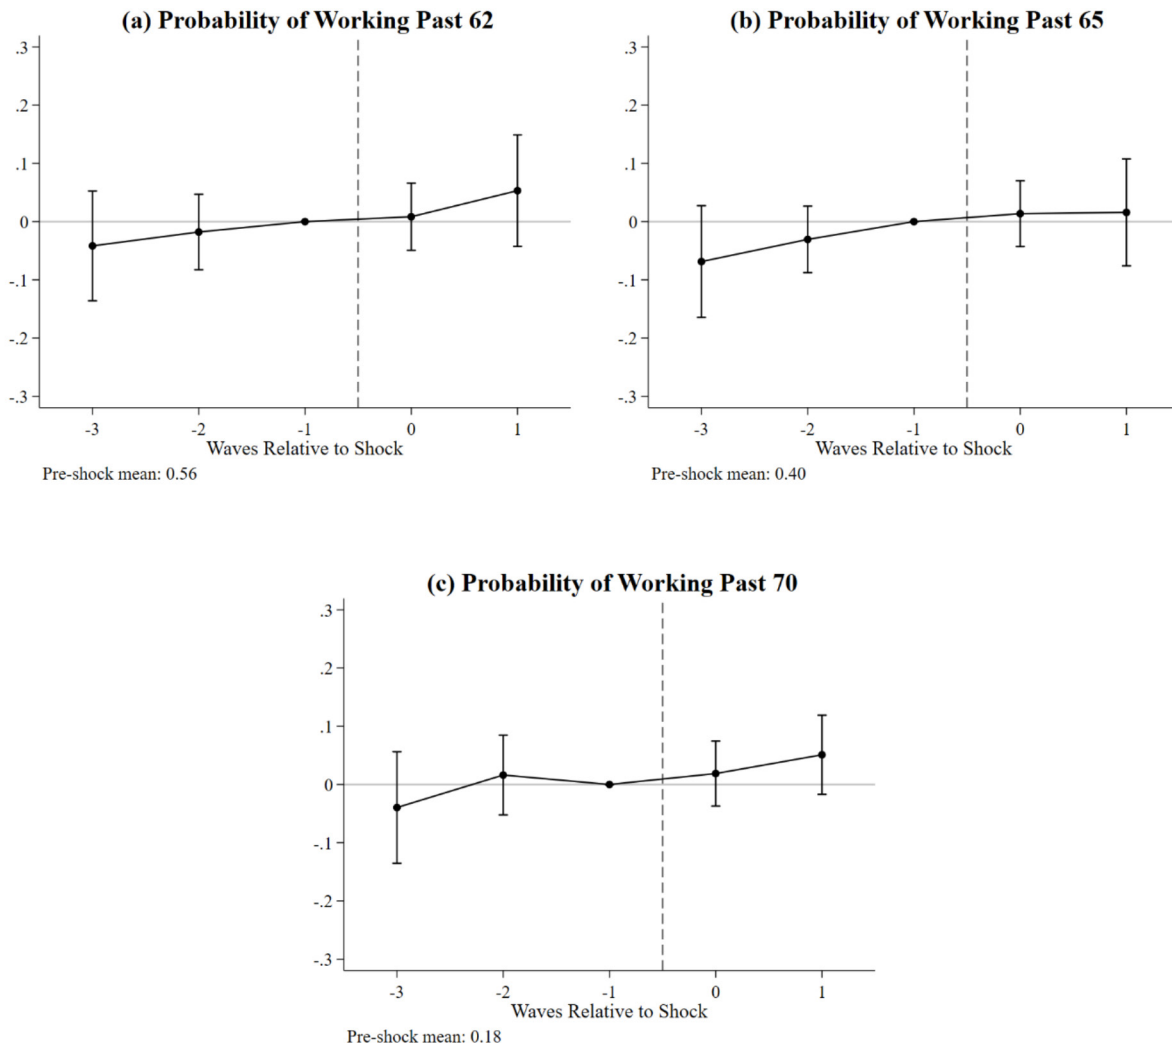 (a) Probability of Working Past 62
.3
.2
.1
0
-.1
-.2
-.3
-3 -2 -1 0 1
Waves Relative to Shock
Pre-shock mean: 0.56
(b) Probability of Working Past 65
.3
.2
.1
0
-.1
-.2
-.3
-3 -2 -1 0 1
Waves Relative to Shock
Pre-shock mean: 0.40
(c) Probability of Working Past 70
.3
.2
.1
0
-.1
-.2
-.3
-3 -2 -1 0 1
Waves Relative to Shock
Pre-shock mean: 0.18